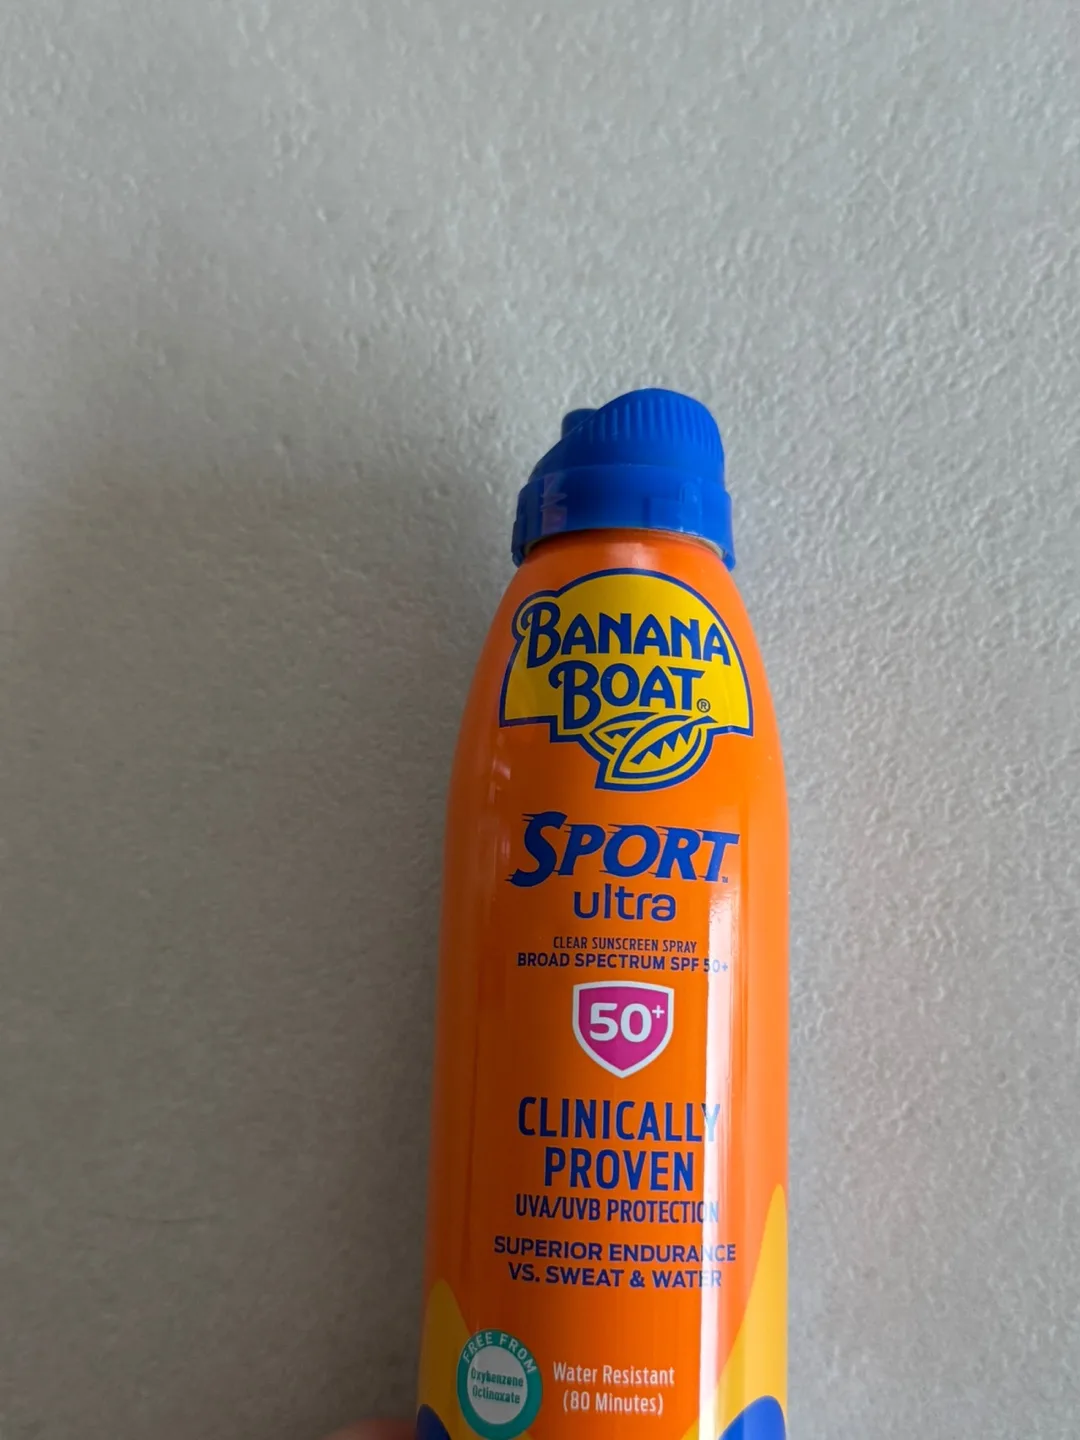 BANANA
BOAT®
SPORT™
ultra
CLEAR SUNSCREEN SPRAY
BROAD SPECTRUM SPF 50+
50+
CLINICALLY
PROVEN
UVA/UVB PROTECTION
SUPERIOR ENDURANCE
VS. SWEAT & WATER
FREE FROM
Oxybenzone
Octinoxate
Water Resistant
(80 Minutes)